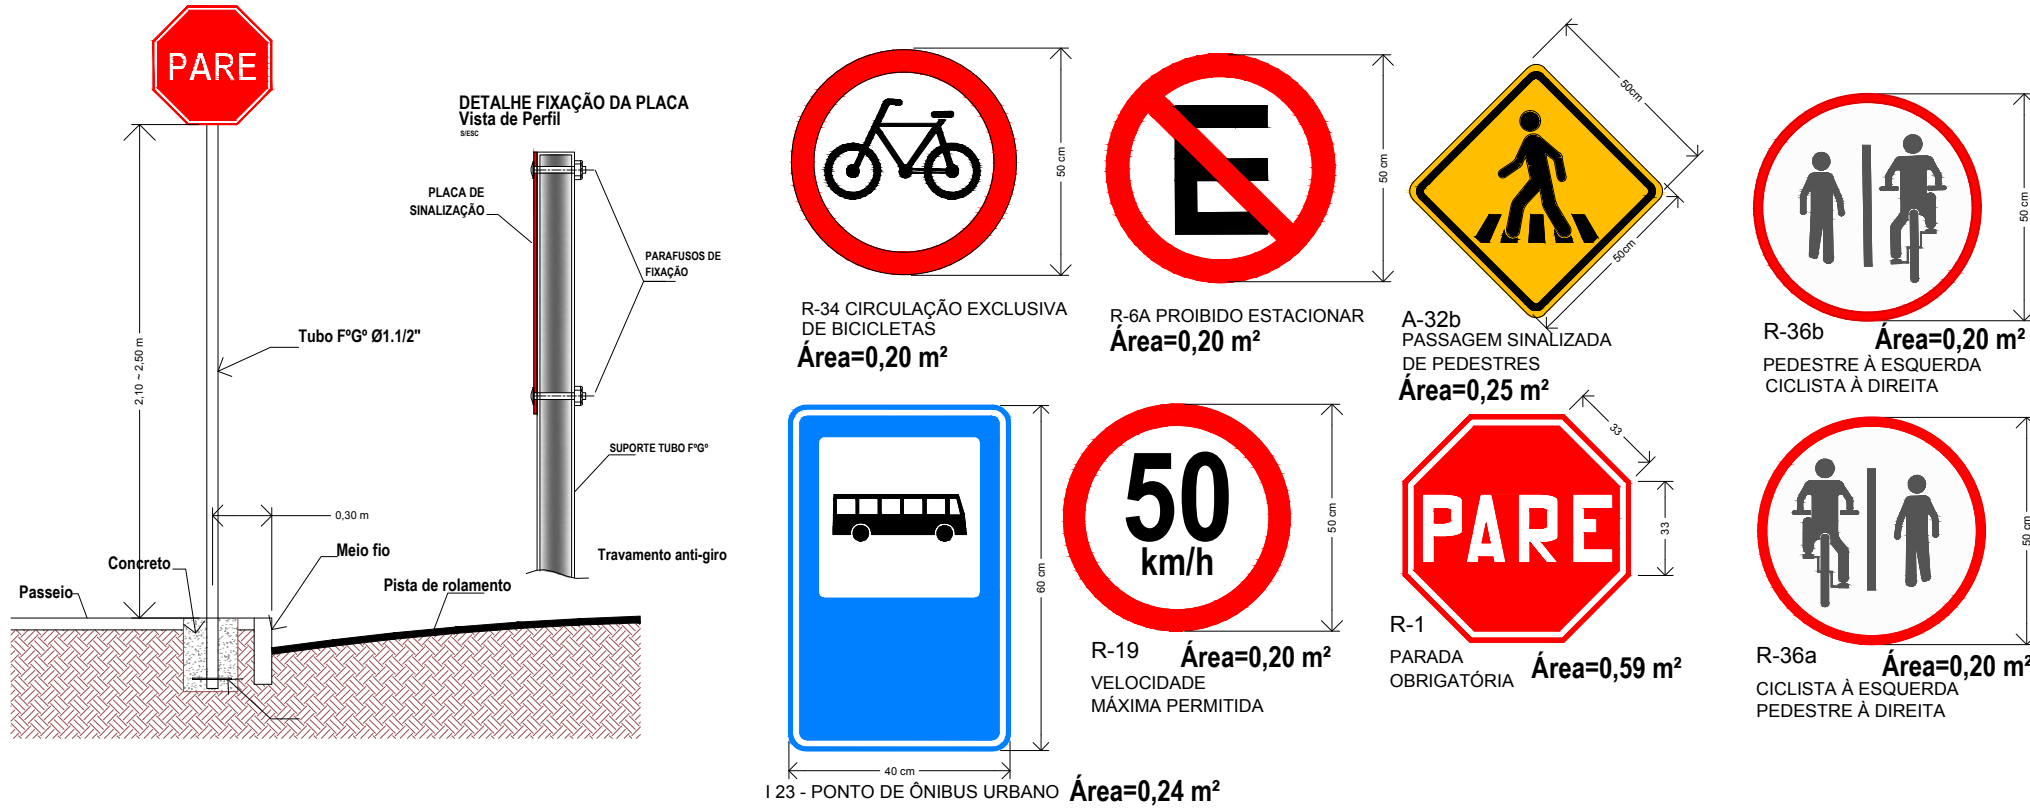 PARE
DETALHE FIXAÇÃO DA PLACA
Vista de Perfil
S/ESC
PLACA DE
SINALIZAÇÃO
PARAFUSOS DE
FIXAÇÃO
Tubo FºGº Ø1.1/2"
2,10 ~ 2,50 m
SUPORTE TUBO FºGº
0,30 m
Meio fio
Travamento anti-giro
Concreto
Pista de rolamento
Passeio
50 cm
R-34 CIRCULAÇÃO EXCLUSIVA
DE BICICLETAS
Área=0,20 m²
E
50 cm
R-6A PROIBIDO ESTACIONAR
Área=0,20 m²
50cm
50cm
A-32b
PASSAGEM SINALIZADA
DE PEDESTRES
Área=0,25 m²
50 cm
R-36b
Área=0,20 m²
PEDESTRE À ESQUERDA
CICLISTA À DIREITA
60 cm
40 cm
I 23 - PONTO DE ÔNIBUS URBANO
Área=0,24 m²
50
km/h
50 cm
R-19
Área=0,20 m²
VELOCIDADE
MÁXIMA PERMITIDA
PARE
33
33
R-1
PARADA
OBRIGATÓRIA
Área=0,59 m²
50 cm
R-36a
Área=0,20 m²
CICLISTA À ESQUERDA
PEDESTRE À DIREITA